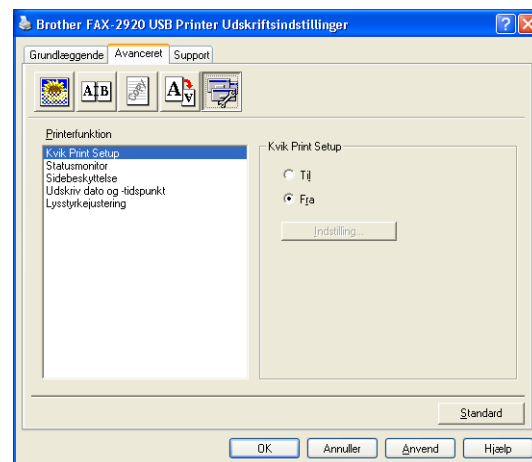 Brother FAX-2920 USB Printer Udskriftsindstillinger
Grundlæggende Avanceret Support
A B
A V
Printerfunktion
Kvik Print Setup
Statusmonitor
Sidebeskyttelse
Udskriv dato og -tidspunkt
Lysstyrkejustering
Kvik Print Setup
Til
Fra
Indstilling...
Standard
OK Annuller Anvend Hjælp